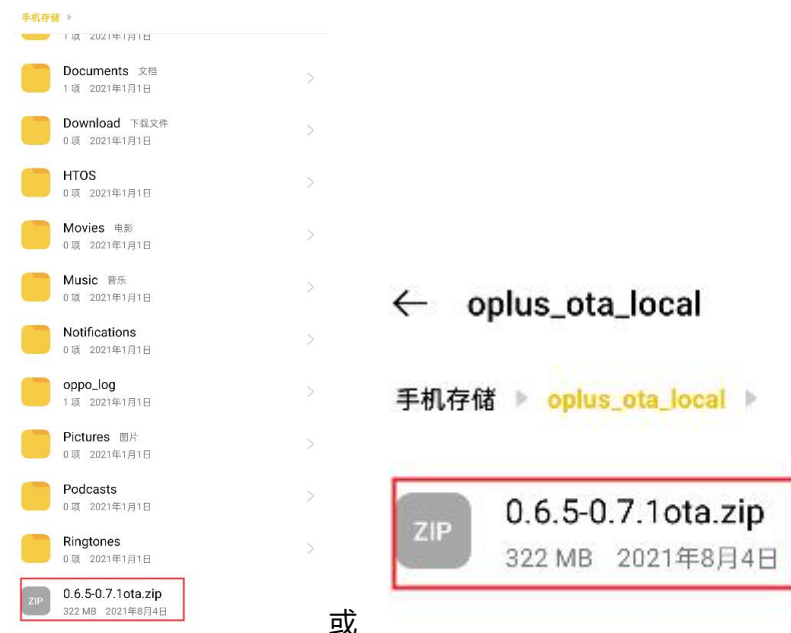 手机存储
1 项 2021年1月1日
Documents 文档
1 项 2021年1月1日
Download 下载文件
0 项 2021年1月1日
HTOS
0 项 2021年1月1日
Movies 电影
0 项 2021年1月1日
Music 音乐
0 项 2021年1月1日
Notifications
0 项 2021年1月1日
oppo_log
1 项 2021年1月1日
Pictures 图片
0 项 2021年1月1日
Podcasts
0 项 2021年1月1日
Ringtones
0 项 2021年1月1日
ZIP
0.6.5-0.7.1ota.zip
322 MB 2021年8月4日
或
oplus_ota_local
手机存储 oplus_ota_local
ZIP
0.6.5-0.7.1ota.zip
322 MB 2021年8月4日